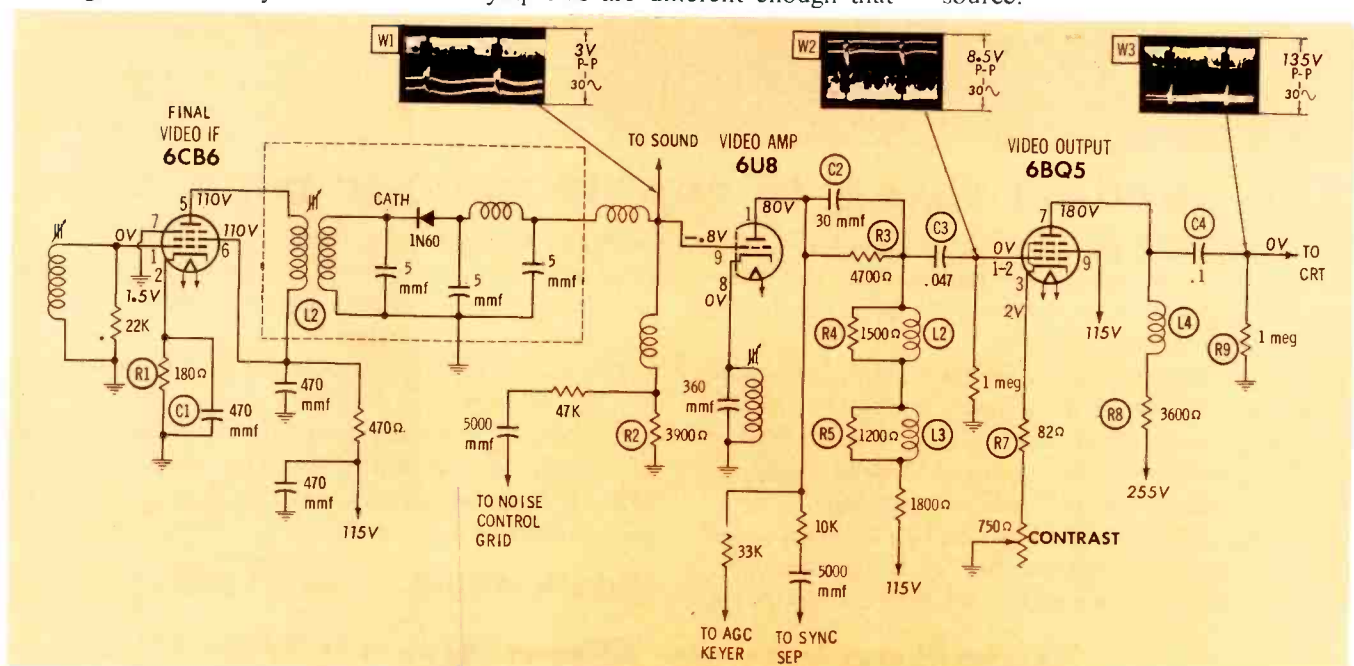 symptoms are different enough that
source.
W1
3V
P-P
30~
W2
8.5V
P-P
30~
W3
135V
P-P
30~
FINAL
VIDEO IF
6CB6
CATH
1N60
TO SOUND
VIDEO AMP
6U8
VIDEO OUTPUT
6BQ5
5
110V
0V
7
1
2
6
110V
1.5V
22K
R1
180Ω
C1
470
mmf
L2
470
mmf
470Ω
470
mmf
115V
5
mmf
5
mmf
5
mmf
47K
5000
mmf
TO NOISE
CONTROL
GRID
R2
3900Ω
-.8V
9
1
80V
8
0V
360
mmf
33K
TO AGC
KEYER
10K
5000
mmf
TO SYNC
SEP
C2
30 mmf
R3
4700Ω
C3
.047
R4
1500Ω
L2
R5
1200Ω
L3
1800Ω
115V
1 meg
0V
1-2
7
180V
9
3
2V
115V
R7
82Ω
750Ω
CONTRAST
C4
.1
0V
TO
CRT
L4
R9
1 meg
R8
3600Ω
255V